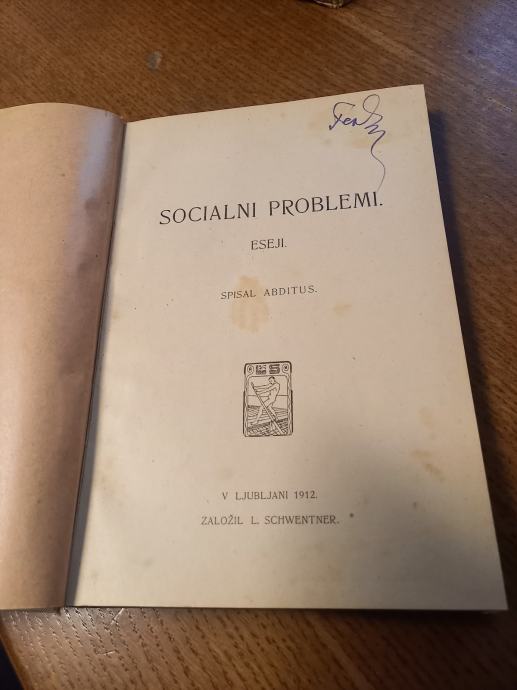 SOCIALNI PROBLEMI.
ESEJI.
SPISAL ABDITUS.
L S
V LJUBLJANI 1912.
ZALOŽIL L. SCHWENTNER.